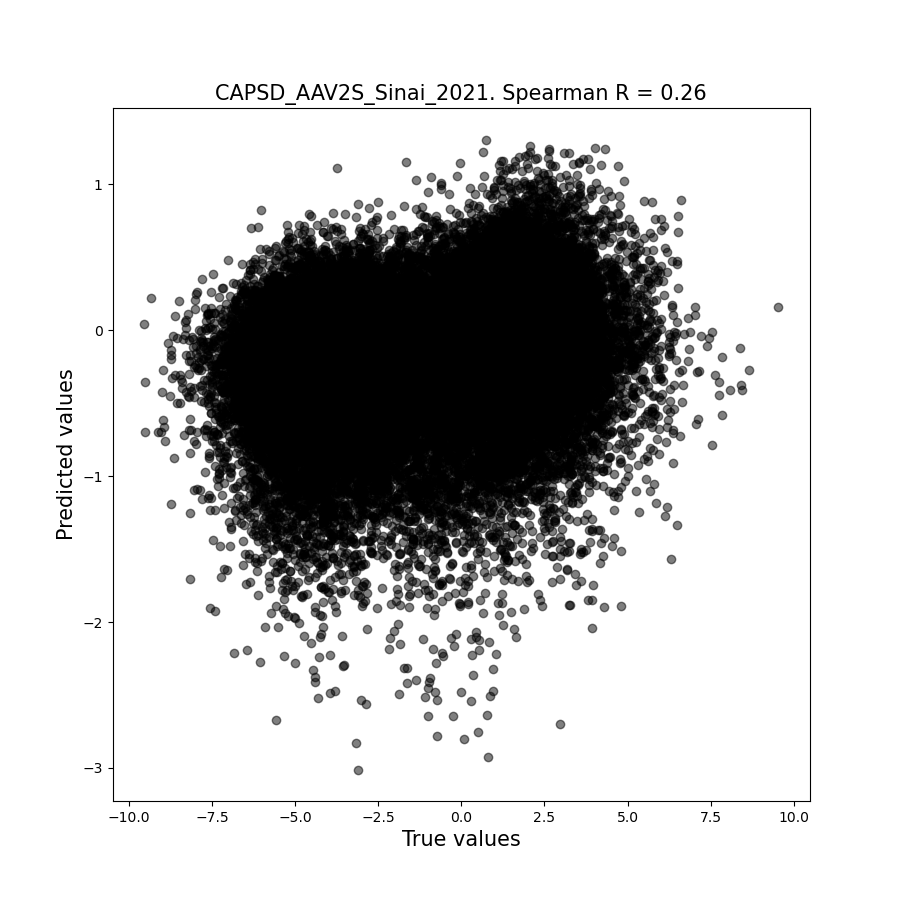 CAPSD_AAV2S_Sinai_2021. Spearman R = 0.26
1
0
−1
−2
−3
Predicted values
−10.0 −7.5 −5.0 −2.5 0.0 2.5 5.0 7.5 10.0
True values